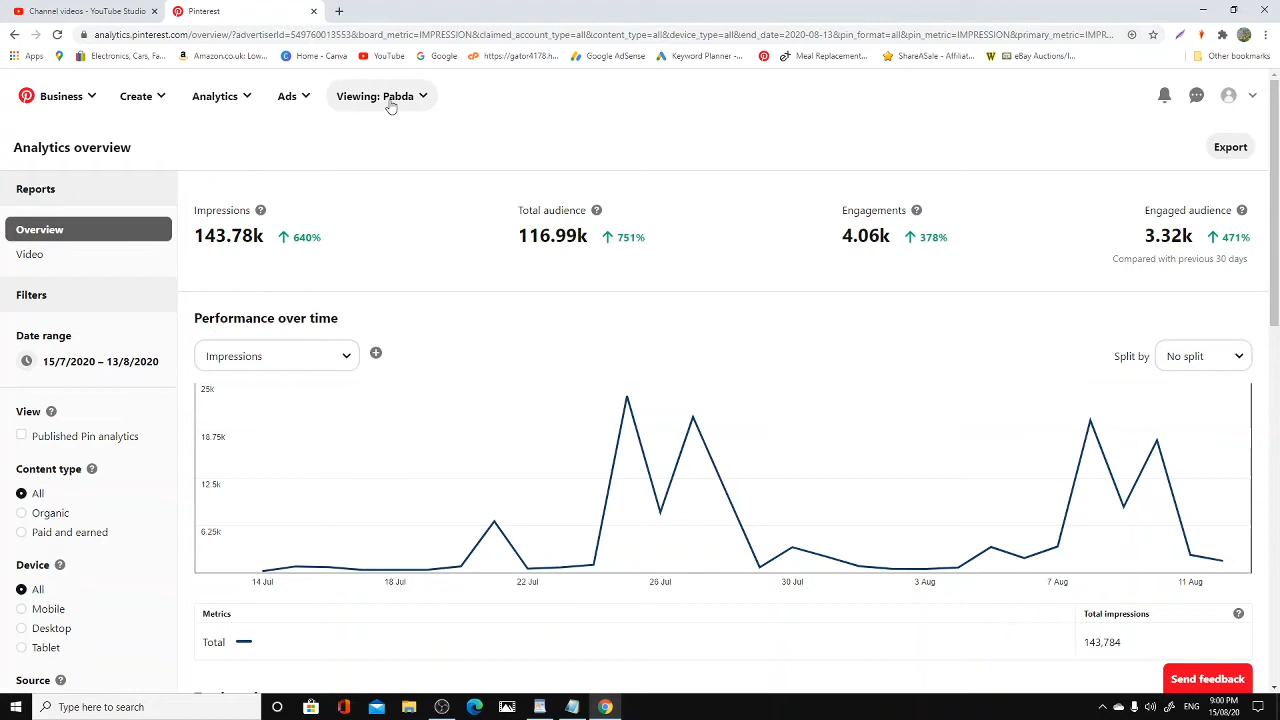 Channel videos - YouTube Studio
Pinterest
analytics.pinterest.com/overview/?advertiserId=549760013553&board_metric=IMPRESSION&claimed_account_type=all&content_type=all&device_type=all&end_date=2020-08-13&pin_format=all&pin_metric=IMPRESSION&primary_metric=IMPR...
Apps
Electronics, Cars, Fa...
Amazon.co.uk: Low...
Home - Canva
YouTube
Google
https://gator4178.h...
Google AdSense
Keyword Planner -...
Meal Replacement...
ShareASale - Affiliat...
eBay Auctions/I...
Other bookmarks
Business
Create
Analytics
Ads
Viewing: Pabda
Analytics overview
Export
Reports
Overview
Video
Filters
Date range
15/7/2020 – 13/8/2020
View
Published Pin analytics
Content type
All
Organic
Paid and earned
Device
All
Mobile
Desktop
Tablet
Source
Impressions
143.78k 640%
Total audience
116.99k 751%
Engagements
4.06k 378%
Engaged audience
3.32k 471%
Compared with previous 30 days
Performance over time
Impressions
Split by No split
25k
18.75k
12.5k
6.25k
14 Jul 18 Jul 22 Jul 26 Jul 30 Jul 3 Aug 7 Aug 11 Aug
Metrics
Total impressions
Total
143,784
Send feedback
Type here to search
9:00 PM
15/08/20